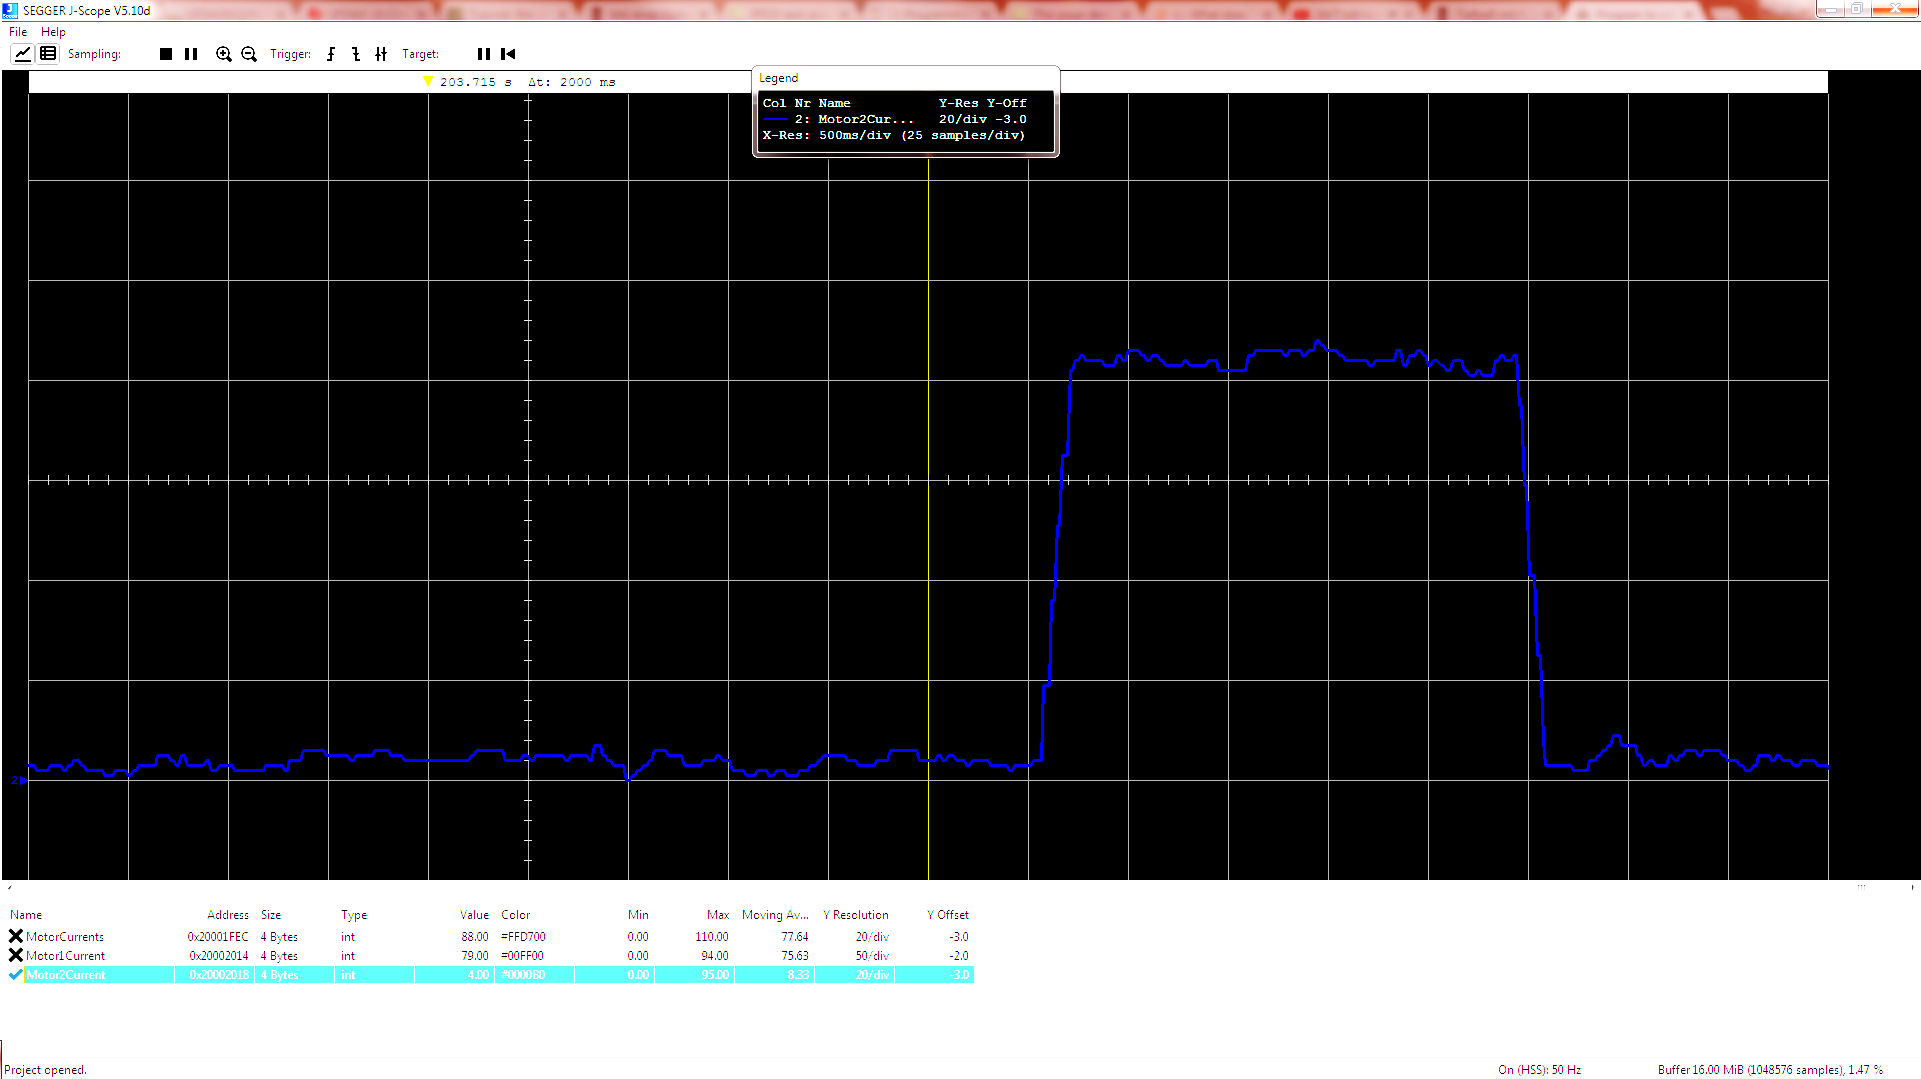 SEGGER J-Scope V5.10d
File Help
Sampling: Trigger: Target:
203.715 s Δt: 2000 ms
Legend
Col Nr Name Y-Res Y-Off
2: Motor2Cur... 20/div -3.0
X-Res: 500ms/div (25 samples/div)
2
Name Address Size Type Value Color Min Max Moving Av... Y Resolution Y Offset
MotorCurrents 0x20001FEC 4 Bytes int 88.00 #FFD700 0.00 110.00 77.64 20/div -3.0
Motor1Current 0x20002014 4 Bytes int 79.00 #00FF00 0.00 94.00 75.63 50/div -2.0
Motor2Current 0x20002018 4 Bytes int 4.00 #0000B0 0.00 95.00 8.33 20/div -3.0
Project opened. On (HSS): 50 Hz Buffer 16.00 MiB (1048576 samples), 1.47 %